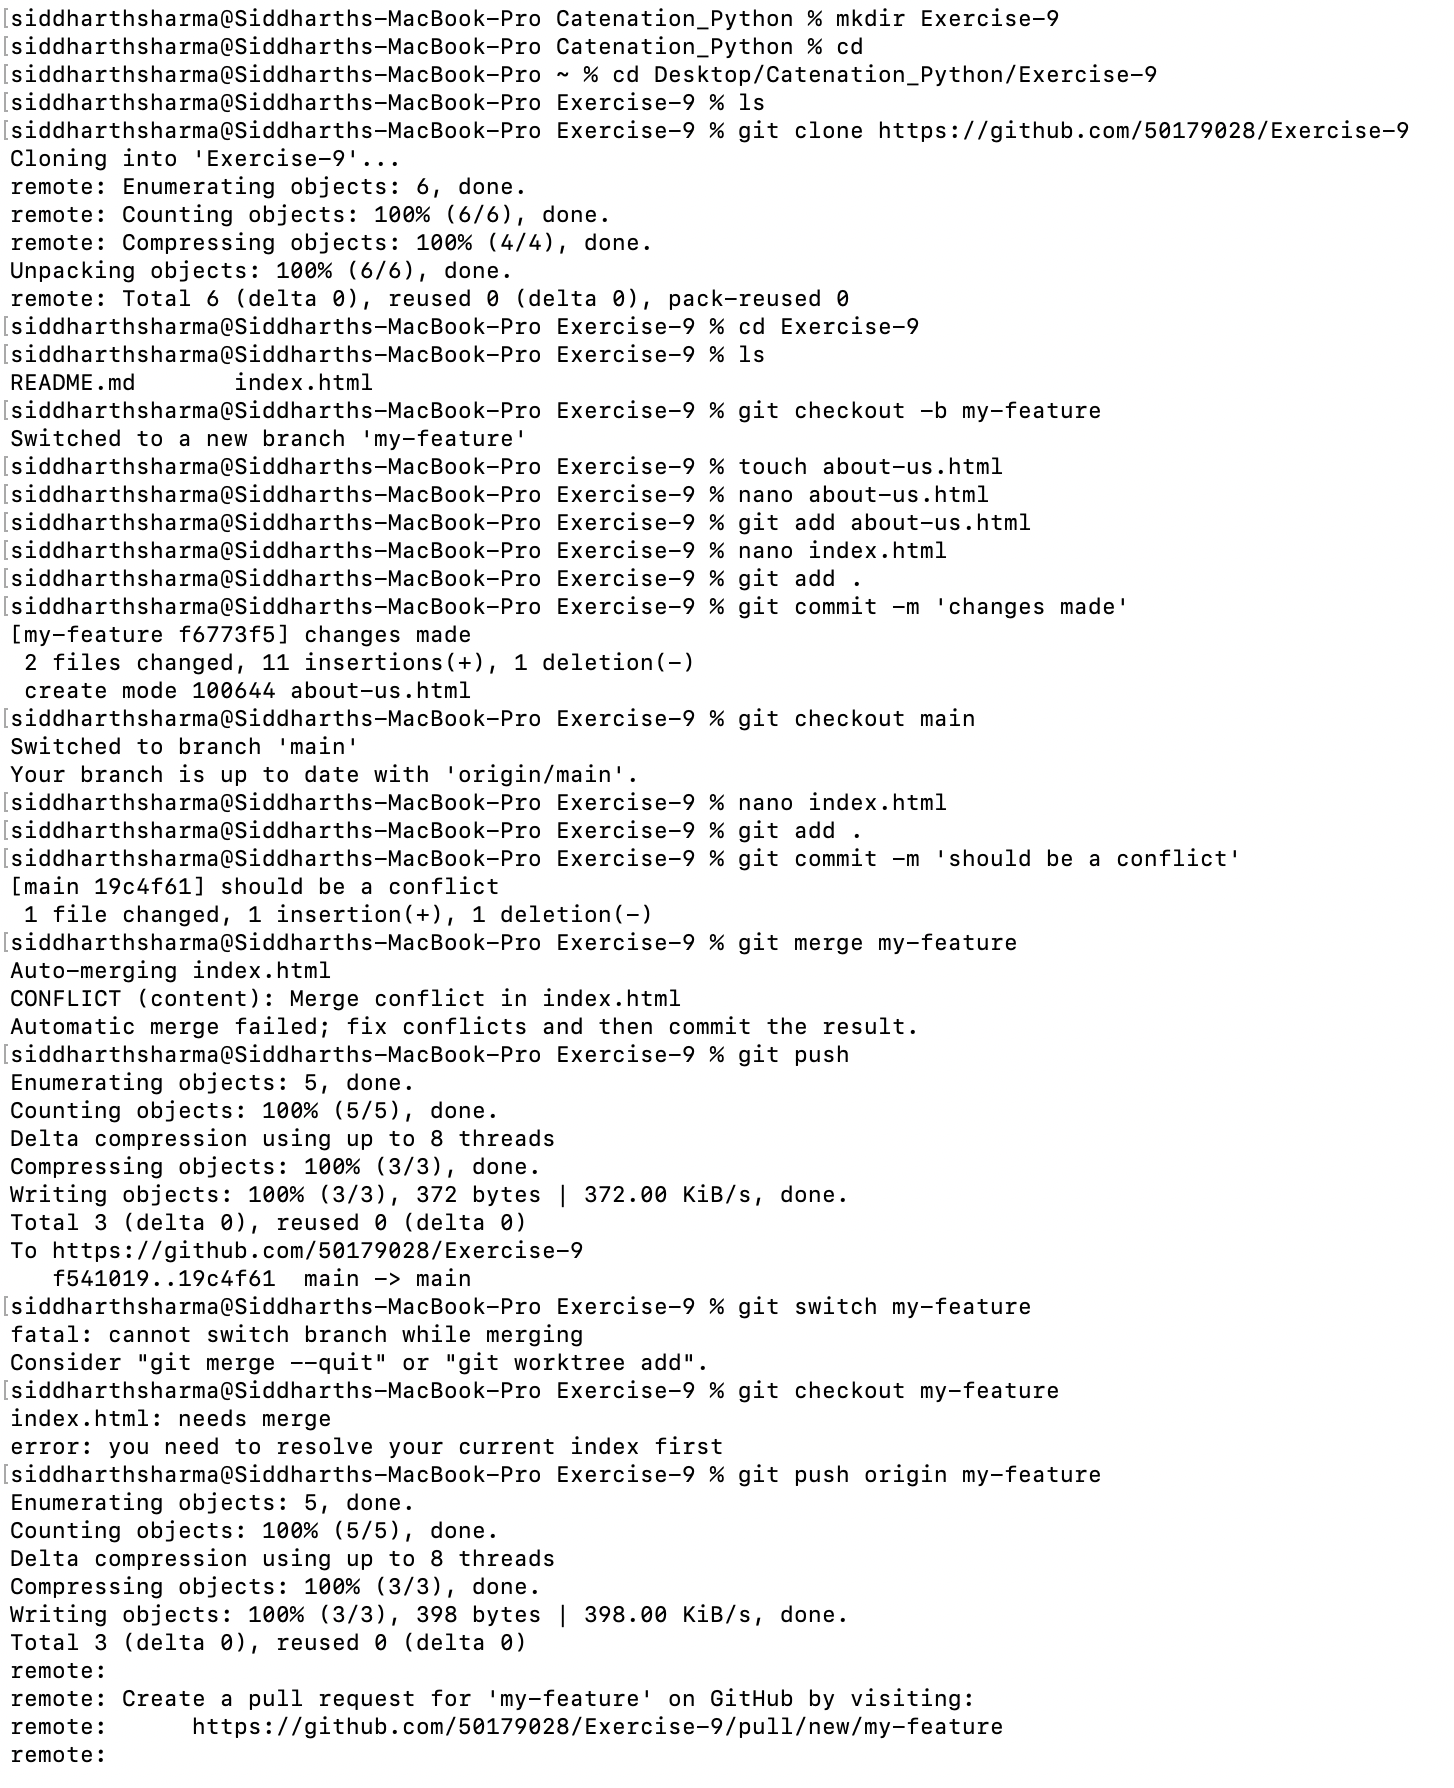 [siddharthsharma@Siddharths-MacBook-Pro Catenation_Python % mkdir Exercise-9
[siddharthsharma@Siddharths-MacBook-Pro Catenation_Python % cd
[siddharthsharma@Siddharths-MacBook-Pro ~ % cd Desktop/Catenation_Python/Exercise-9
[siddharthsharma@Siddharths-MacBook-Pro Exercise-9 % ls
[siddharthsharma@Siddharths-MacBook-Pro Exercise-9 % git clone https://github.com/50179028/Exercise-9
Cloning into 'Exercise-9'...
remote: Enumerating objects: 6, done.
remote: Counting objects: 100% (6/6), done.
remote: Compressing objects: 100% (4/4), done.
Unpacking objects: 100% (6/6), done.
remote: Total 6 (delta 0), reused 0 (delta 0), pack-reused 0
[siddharthsharma@Siddharths-MacBook-Pro Exercise-9 % cd Exercise-9
[siddharthsharma@Siddharths-MacBook-Pro Exercise-9 % ls
README.md       index.html
[siddharthsharma@Siddharths-MacBook-Pro Exercise-9 % git checkout -b my-feature
Switched to a new branch 'my-feature'
[siddharthsharma@Siddharths-MacBook-Pro Exercise-9 % touch about-us.html
[siddharthsharma@Siddharths-MacBook-Pro Exercise-9 % nano about-us.html
[siddharthsharma@Siddharths-MacBook-Pro Exercise-9 % git add about-us.html
[siddharthsharma@Siddharths-MacBook-Pro Exercise-9 % nano index.html
[siddharthsharma@Siddharths-MacBook-Pro Exercise-9 % git add .
[siddharthsharma@Siddharths-MacBook-Pro Exercise-9 % git commit -m 'changes made'
[my-feature f6773f5] changes made
 2 files changed, 11 insertions(+), 1 deletion(-)
 create mode 100644 about-us.html
[siddharthsharma@Siddharths-MacBook-Pro Exercise-9 % git checkout main
Switched to branch 'main'
Your branch is up to date with 'origin/main'.
[siddharthsharma@Siddharths-MacBook-Pro Exercise-9 % nano index.html
[siddharthsharma@Siddharths-MacBook-Pro Exercise-9 % git add .
[siddharthsharma@Siddharths-MacBook-Pro Exercise-9 % git commit -m 'should be a conflict'
[main 19c4f61] should be a conflict
 1 file changed, 1 insertion(+), 1 deletion(-)
[siddharthsharma@Siddharths-MacBook-Pro Exercise-9 % git merge my-feature
Auto-merging index.html
CONFLICT (content): Merge conflict in index.html
Automatic merge failed; fix conflicts and then commit the result.
[siddharthsharma@Siddharths-MacBook-Pro Exercise-9 % git push
Enumerating objects: 5, done.
Counting objects: 100% (5/5), done.
Delta compression using up to 8 threads
Compressing objects: 100% (3/3), done.
Writing objects: 100% (3/3), 372 bytes | 372.00 KiB/s, done.
Total 3 (delta 0), reused 0 (delta 0)
To https://github.com/50179028/Exercise-9
   f541019..19c4f61  main -> main
[siddharthsharma@Siddharths-MacBook-Pro Exercise-9 % git switch my-feature
fatal: cannot switch branch while merging
Consider "git merge --quit" or "git worktree add".
[siddharthsharma@Siddharths-MacBook-Pro Exercise-9 % git checkout my-feature
index.html: needs merge
error: you need to resolve your current index first
[siddharthsharma@Siddharths-MacBook-Pro Exercise-9 % git push origin my-feature
Enumerating objects: 5, done.
Counting objects: 100% (5/5), done.
Delta compression using up to 8 threads
Compressing objects: 100% (3/3), done.
Writing objects: 100% (3/3), 398 bytes | 398.00 KiB/s, done.
Total 3 (delta 0), reused 0 (delta 0)
remote:
remote: Create a pull request for 'my-feature' on GitHub by visiting:
remote:      https://github.com/50179028/Exercise-9/pull/new/my-feature
remote: